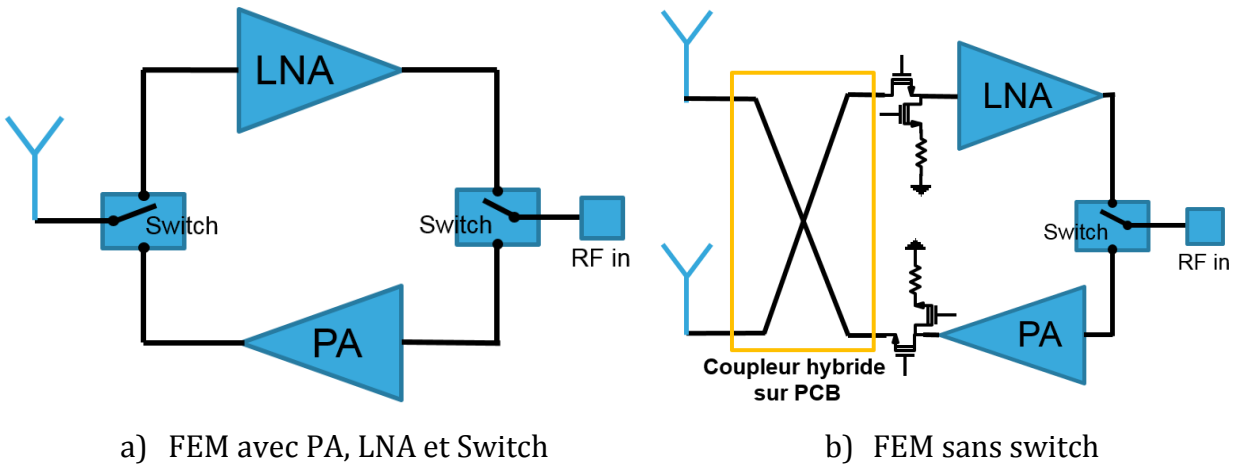 LNA
Switch
Switch
RF in
PA
LNA
Switch
RF in
PA
Coupleur hybride
sur PCB
a) FEM avec PA, LNA et Switch
b) FEM sans switch